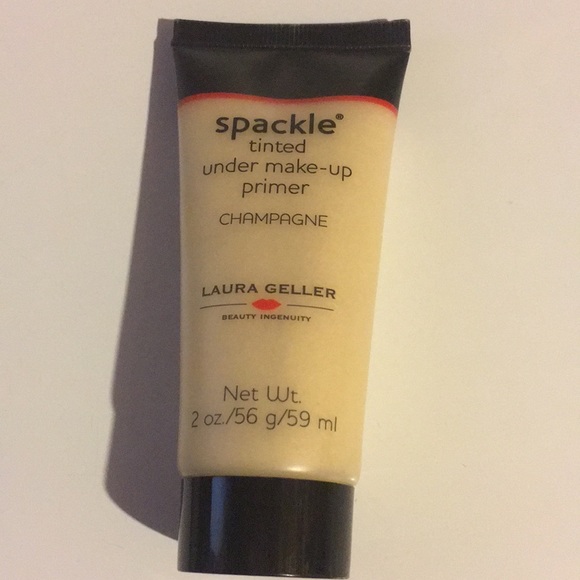 spackle®
tinted
under make-up
primer
CHAMPAGNE
LAURA GELLER
BEAUTY INGENUITY
Net Wt.
2 oz./56 g/59 ml